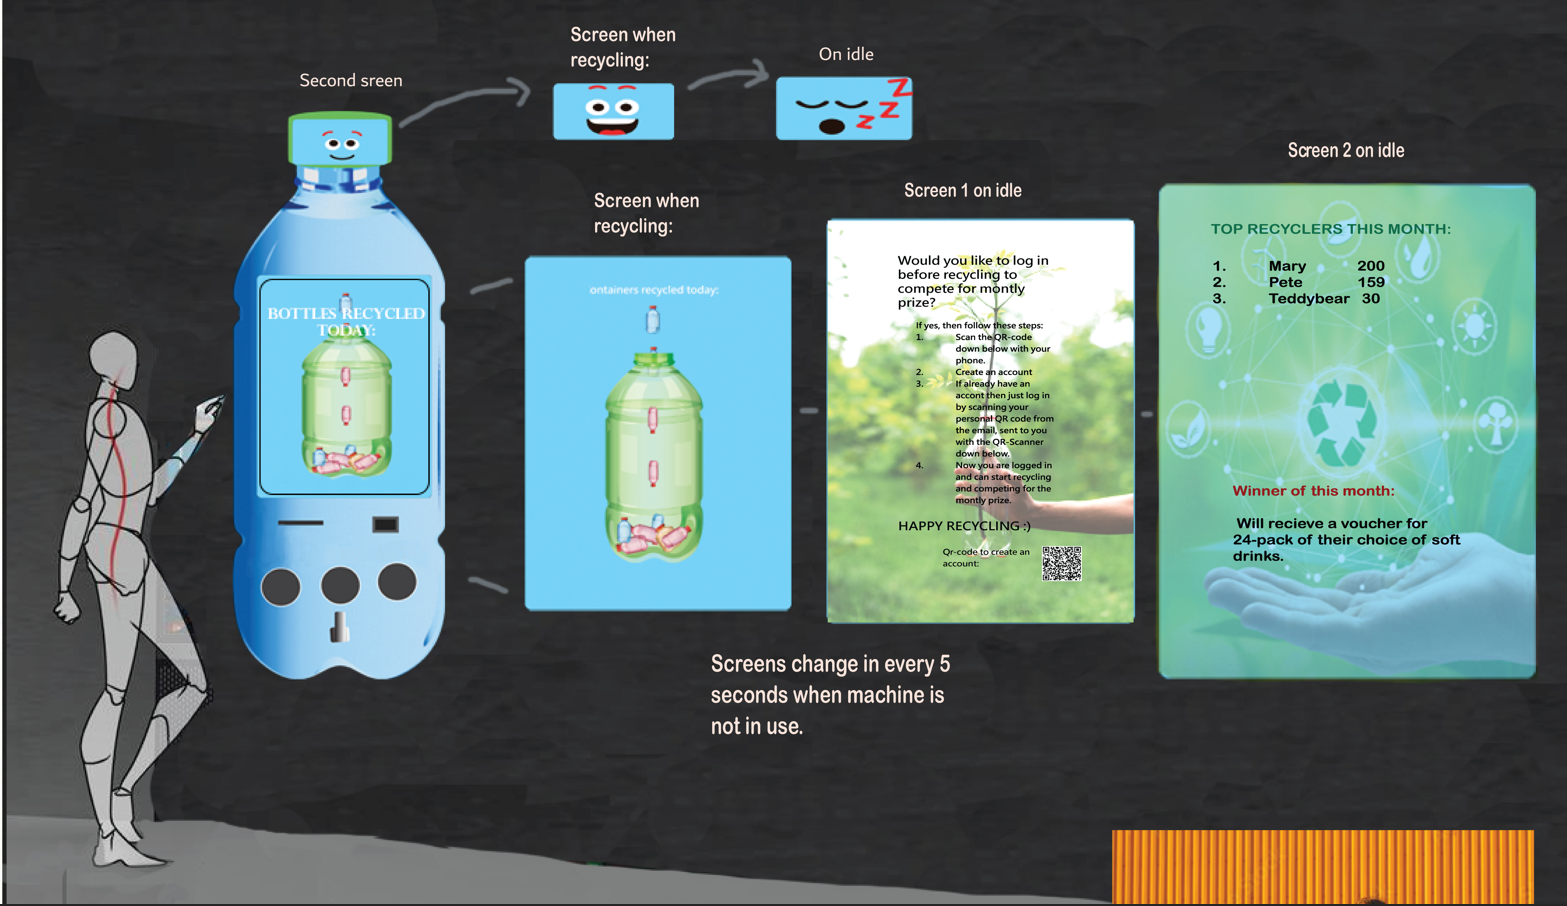 Second sreen
Screen when
recycling:
On idle
Z
Z
Z
BOTTLES RECYCLED
TODAY:
Screen when
recycling:
ontainers recycled today:
Screen 1 on idle
Would you like to log in
before recycling to
compete for montly
prize?
If yes, then follow these steps:
1. Scan the QR-code
down below with your
phone.
2. Create an account
3. If already have an
accont then just log in
by scanning your
personal QR code from
the email, sent to you
with the QR-Scanner
down below.
4. Now you are logged in
and can start recycling
and competing for the
montly prize.
HAPPY RECYCLING :)
Qr-code to create an
account:
Screen 2 on idle
TOP RECYCLERS THIS MONTH:
1. Mary 200
2. Pete 159
3. Teddybear 30
Winner of this month:
Will recieve a voucher for
24-pack of their choice of soft
drinks.
Screens change in every 5
seconds when machine is
not in use.